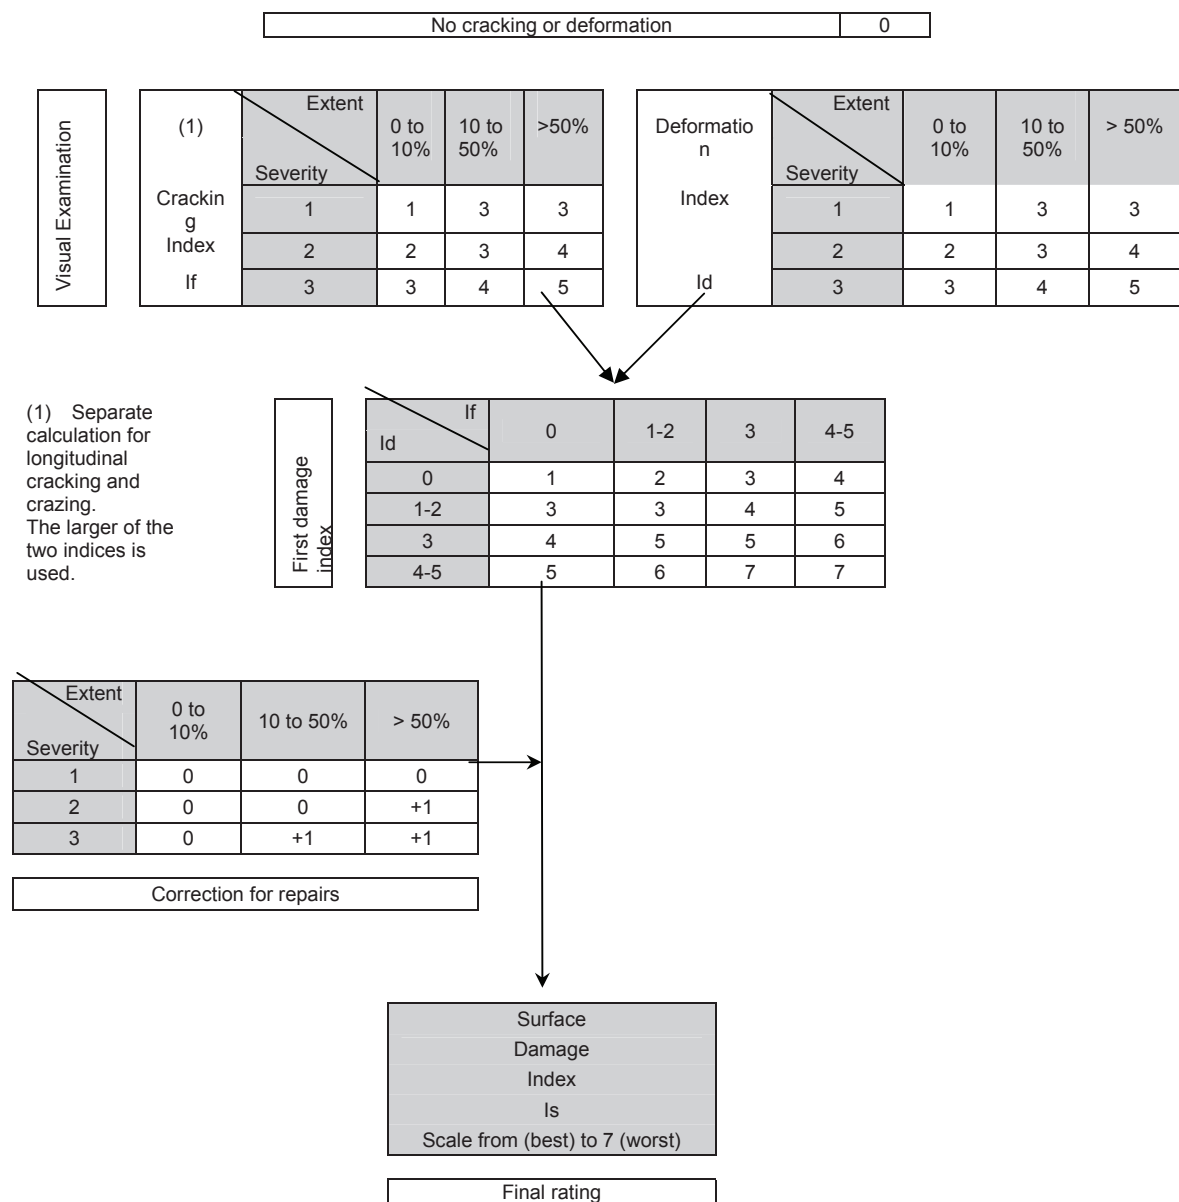 No cracking or deformation 0
Visual Examination
(1)
Crackin
g
Index
If
Extent
Severity
0 to
10%
10 to
50%
>50%
1 1 3 3
2 2 3 4
3 3 4 5
Deformatio
n
Index
Id
Extent
Severity
0 to
10%
10 to
50%
> 50%
1 1 3 3
2 2 3 4
3 3 4 5
(1) Separate
calculation for
longitudinal
cracking and
crazing.
The larger of the
two indices is
used.
First damage
index
If
Id
0 1-2 3 4-5
0 1 2 3 4
1-2 3 3 4 5
3 4 5 5 6
4-5 5 6 7 7
Extent
Severity
0 to
10%
10 to 50%
> 50%
1 0 0 0
2 0 0 +1
3 0 +1 +1
Correction for repairs
Surface
Damage
Index
Is
Scale from (best) to 7 (worst)
Final rating